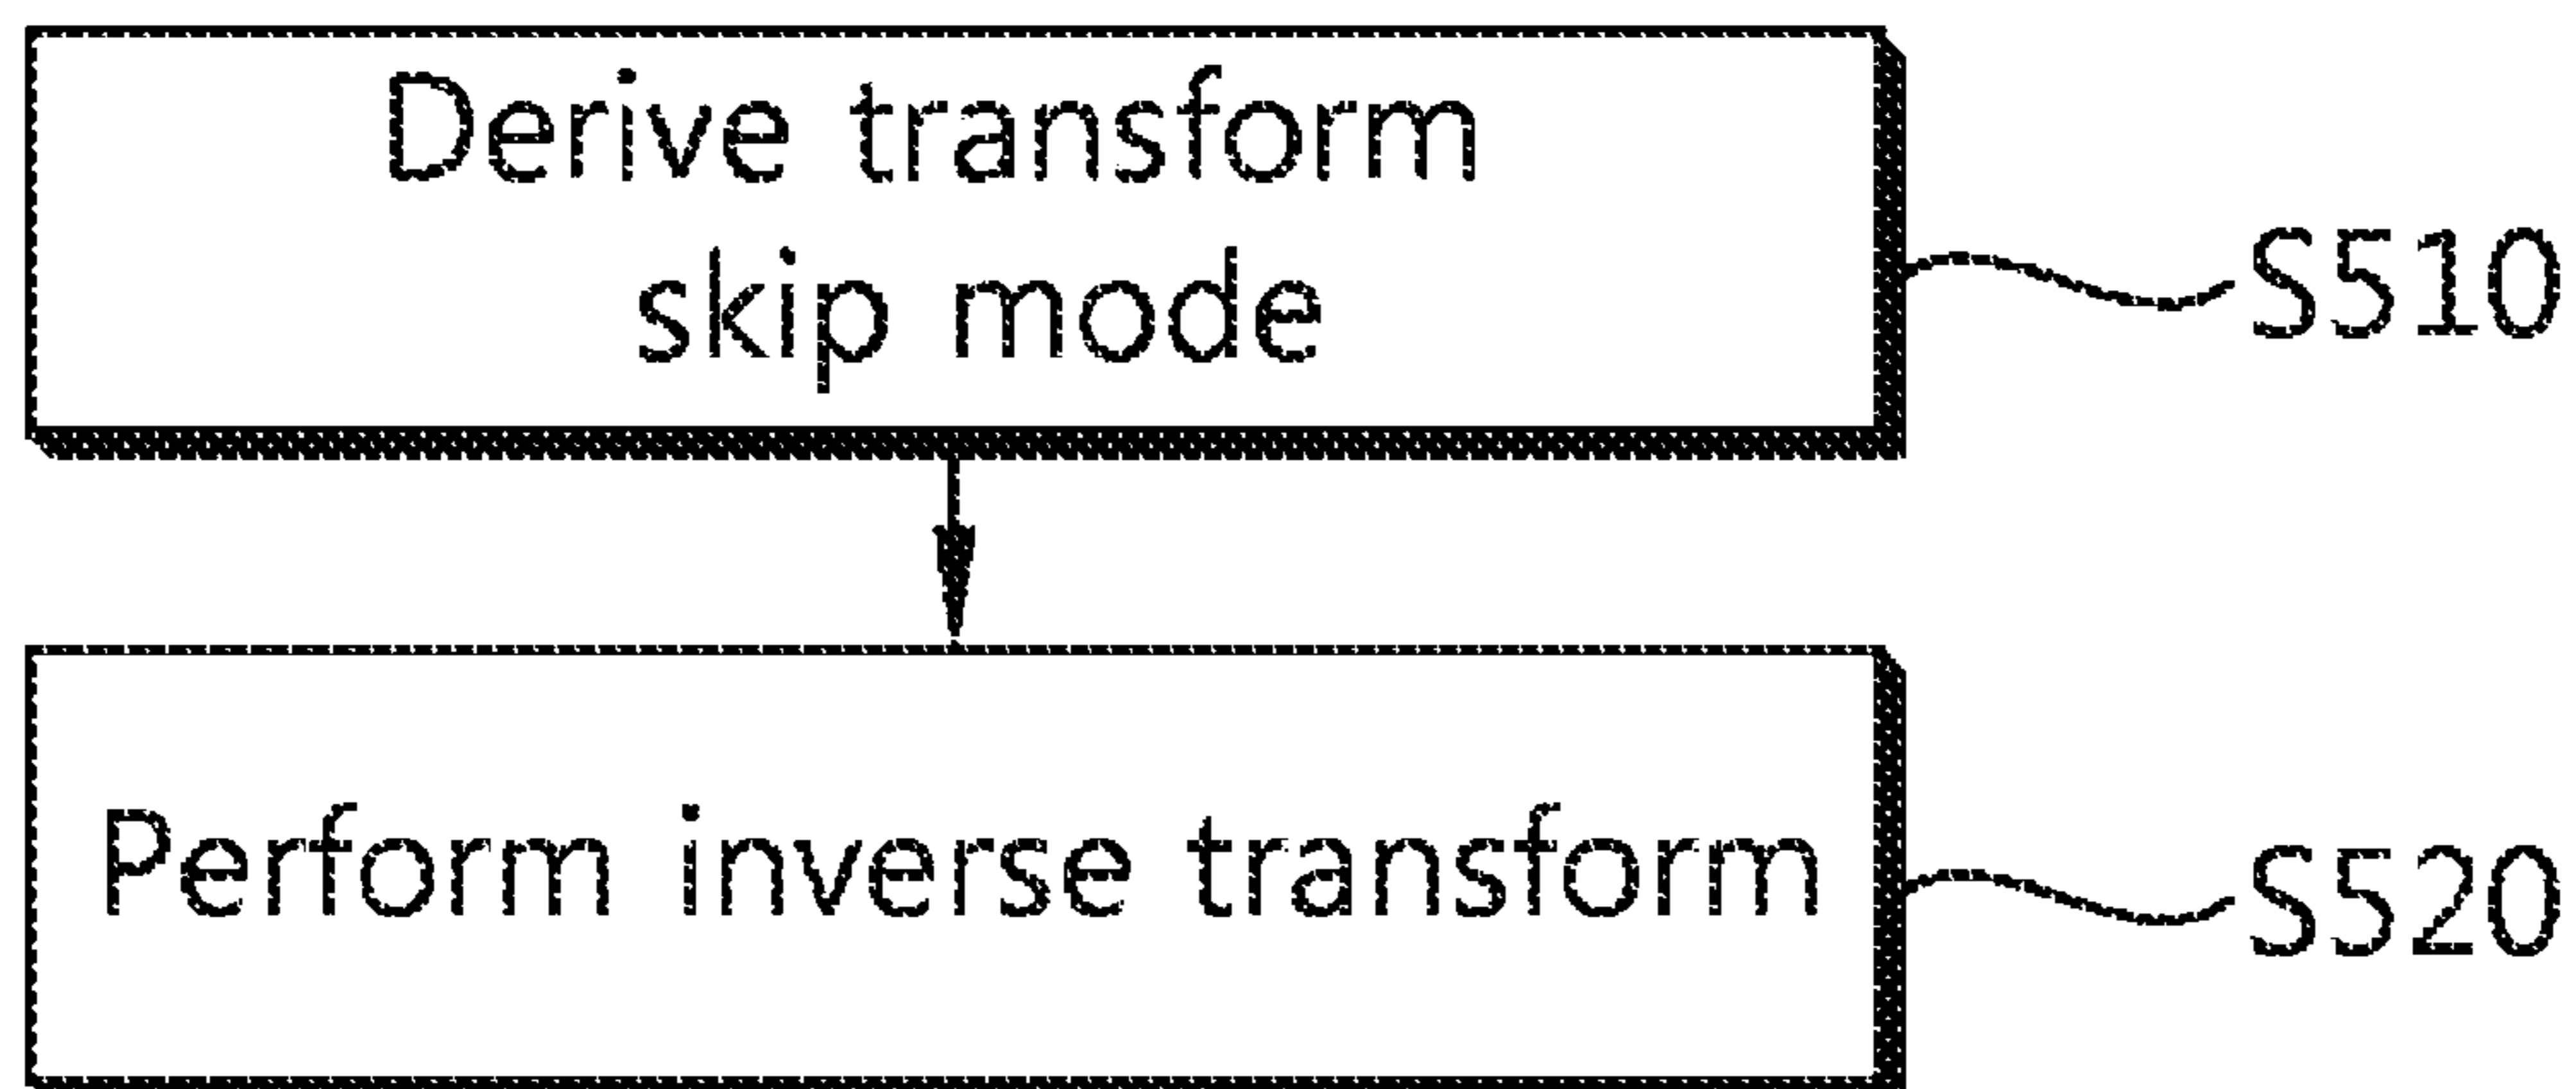 Derive transform
skip mode
S510
Perform inverse transform
S520